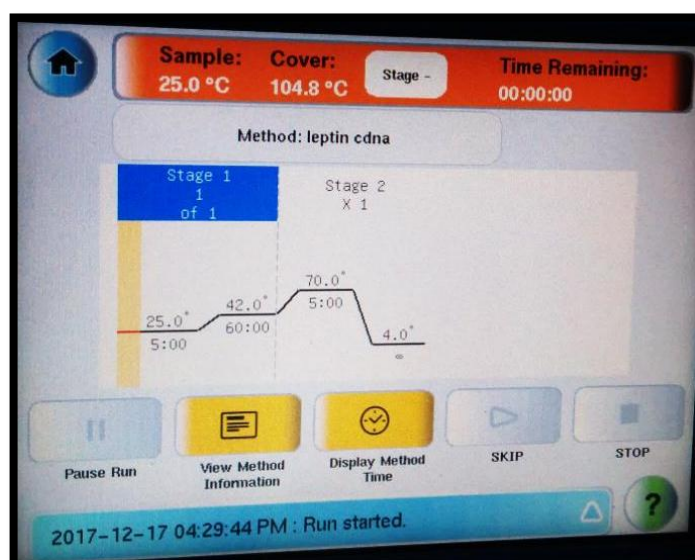 Sample: Cover: Stage - Time Remaining:
25.0 °C 104.8 °C 00:00:00
Method: leptin cdna
Stage 1
1
of 1
Stage 2
X 1
25.0°
5:00
42.0°
60:00
70.0°
5:00
4.0°
∞
Pause Run
View Method
Information
Display Method
Time
SKIP
STOP
2017-12-17 04:29:44 PM : Run started.
?